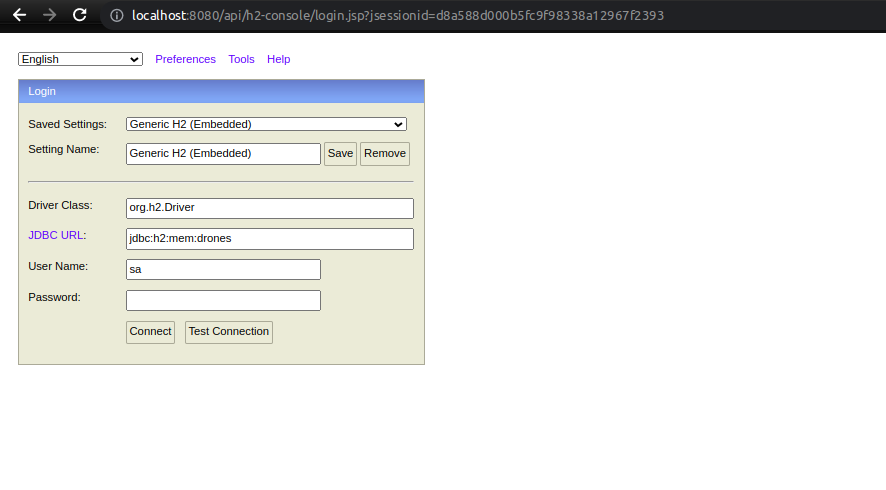 localhost:8080/api/h2-console/login.jsp?jsessionid=d8a588d000b5fc9f98338a12967f2393
English Preferences Tools Help
Login
Saved Settings: Generic H2 (Embedded)
Setting Name: Generic H2 (Embedded) Save Remove
Driver Class: org.h2.Driver
JDBC URL: jdbc:h2:mem:drones
User Name: sa
Password:
Connect Test Connection